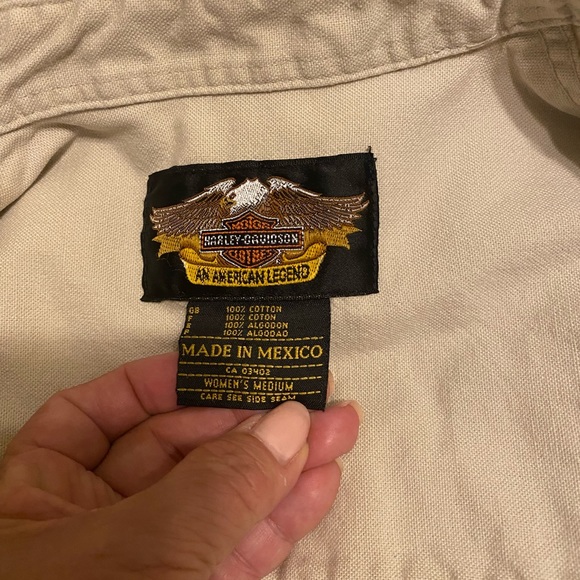 MOTOR
HARLEY-DAVIDSON
CLOTHES
AN AMERICAN LEGEND
GB 100% COTTON
F 100% COTON
E 100% ALGODON
P 100% ALGODAO
MADE IN MEXICO
CA 03402
WOMEN'S MEDIUM
CARE SEE SIDE SEAM